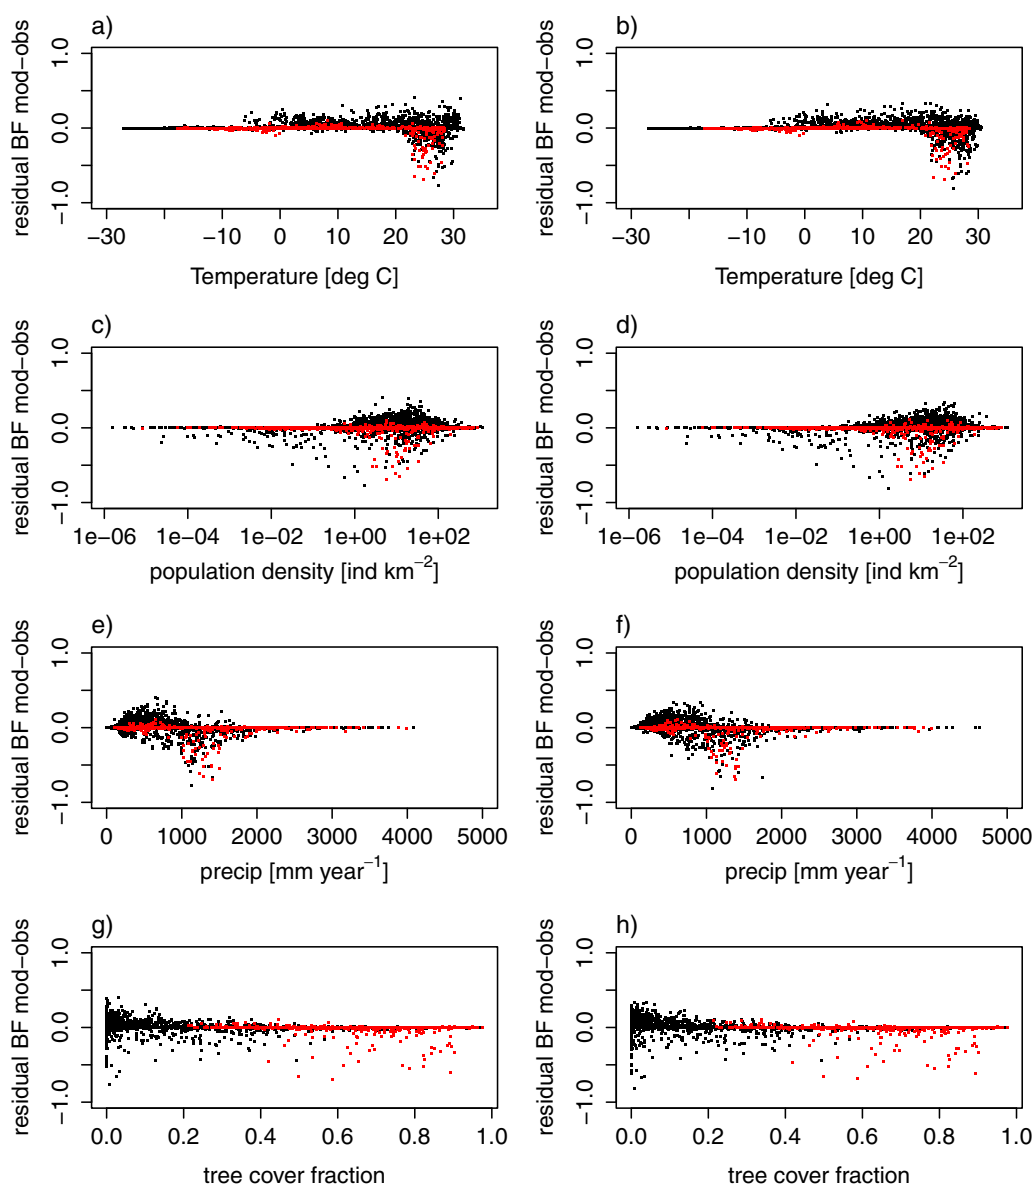 a)
residual BF mod−obs
−1.0 0.0 1.0
−30 −10 0 10 20 30
Temperature [deg C]
b)
residual BF mod−obs
−1.0 0.0 1.0
−30 −10 0 10 20 30
Temperature [deg C]
c)
residual BF mod−obs
−1.0 0.0 1.0
1e−06 1e−04 1e−02 1e+00 1e+02
population density [ind km⁻²]
d)
residual BF mod−obs
−1.0 0.0 1.0
1e−06 1e−04 1e−02 1e+00 1e+02
population density [ind km⁻²]
e)
residual BF mod−obs
−1.0 0.0 1.0
0 1000 2000 3000 4000 5000
precip [mm year⁻¹]
f)
residual BF mod−obs
−1.0 0.0 1.0
0 1000 2000 3000 4000 5000
precip [mm year⁻¹]
g)
residual BF mod−obs
−1.0 0.0 1.0
0.0 0.2 0.4 0.6 0.8 1.0
tree cover fraction
h)
residual BF mod−obs
−1.0 0.0 1.0
0.0 0.2 0.4 0.6 0.8 1.0
tree cover fraction